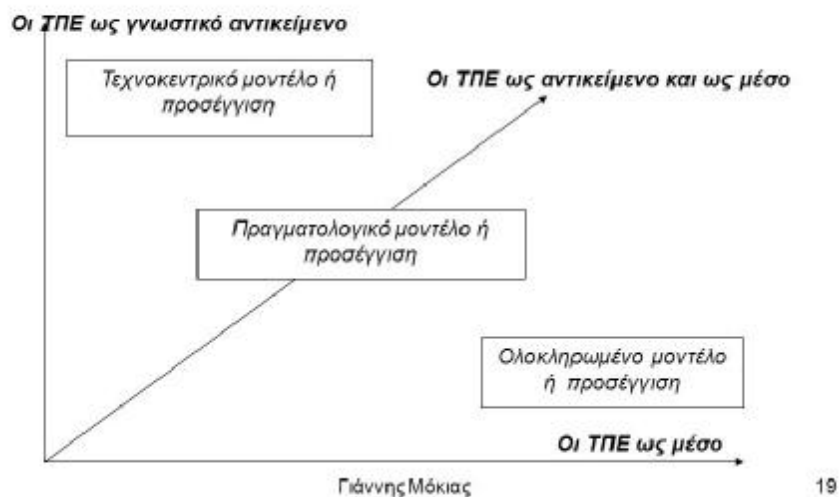 Οι ΤΠΕ ως γνωστικό αντικείμενο
Τεχνοκεντρικό μοντέλο ή
προσέγγιση
Οι ΤΠΕ ως αντικείμενο και ως μέσο
Πραγματολογικό μοντέλο ή
προσέγγιση
Ολοκληρωμένο μοντέλο
ή προσέγγιση
Οι ΤΠΕ ως μέσο
Γιάννης Μόκιας
19